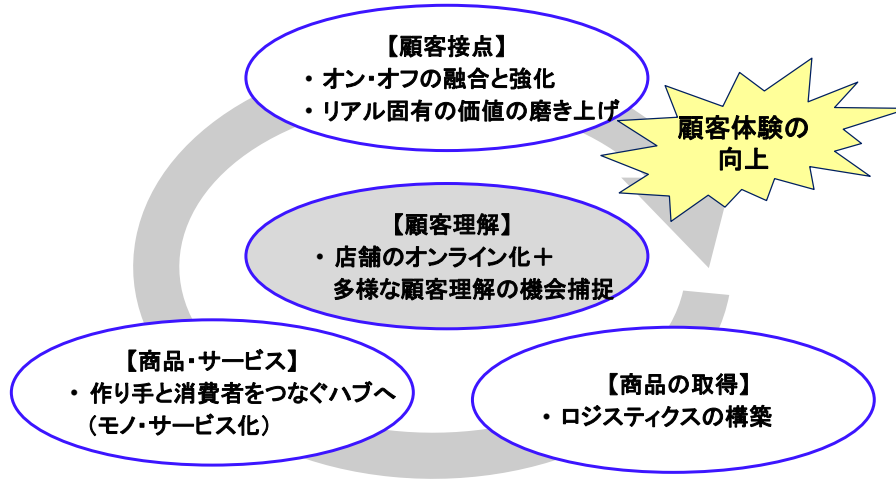 【顧客接点】
・オン・オフの融合と強化
・リアル固有の価値の磨き上げ
顧客体験の
向上
【顧客理解】
・店舗のオンライン化＋
多様な顧客理解の機会捕捉
【商品・サービス】
・作り手と消費者をつなぐハブへ
（モノ・サービス化）
【商品の取得】
・ロジスティクスの構築